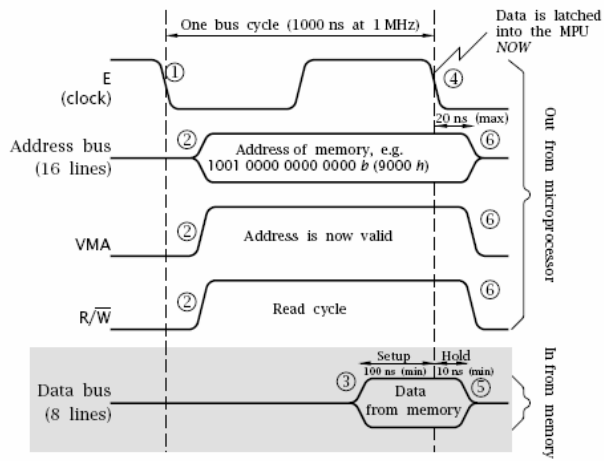 One bus cycle (1000 ns at 1 MHz)
Data is latched
into the MPU
NOW
E
(clock)
①
④
20 ns (max)
Address bus
(16 lines)
②
Address of memory, e.g.
1001 0000 0000 0000 b (9000 h)
⑥
VMA
②
Address is now valid
⑥
R/W̅
②
Read cycle
⑥
Out from microprocessor
Setup
Hold
100 ns (min)
10 ns (min)
Data bus
(8 lines)
③
Data
from memory
⑤
In from memory